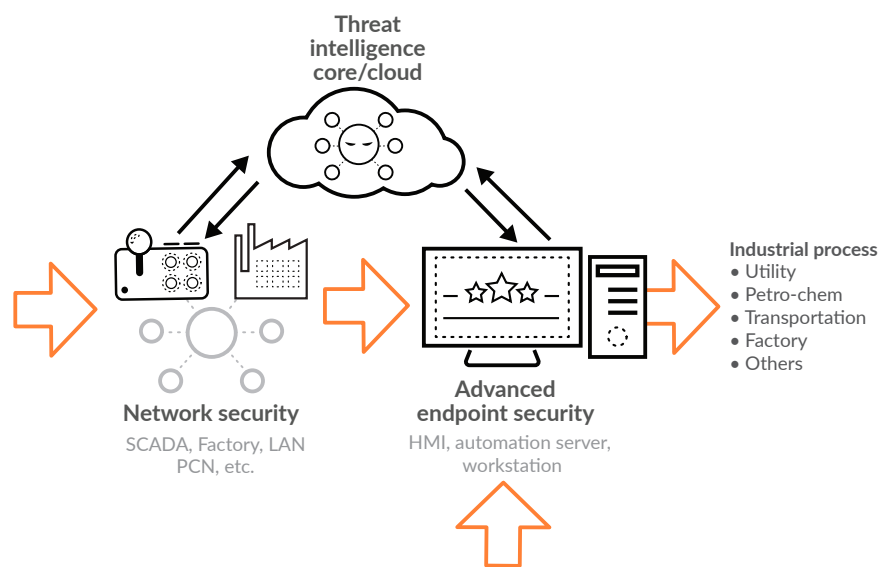 Threat
intelligence
core/cloud
Network security
SCADA, Factory, LAN
PCN, etc.
Advanced
endpoint security
HMI, automation server,
workstation
Industrial process
• Utility
• Petro-chem
• Transportation
• Factory
• Others